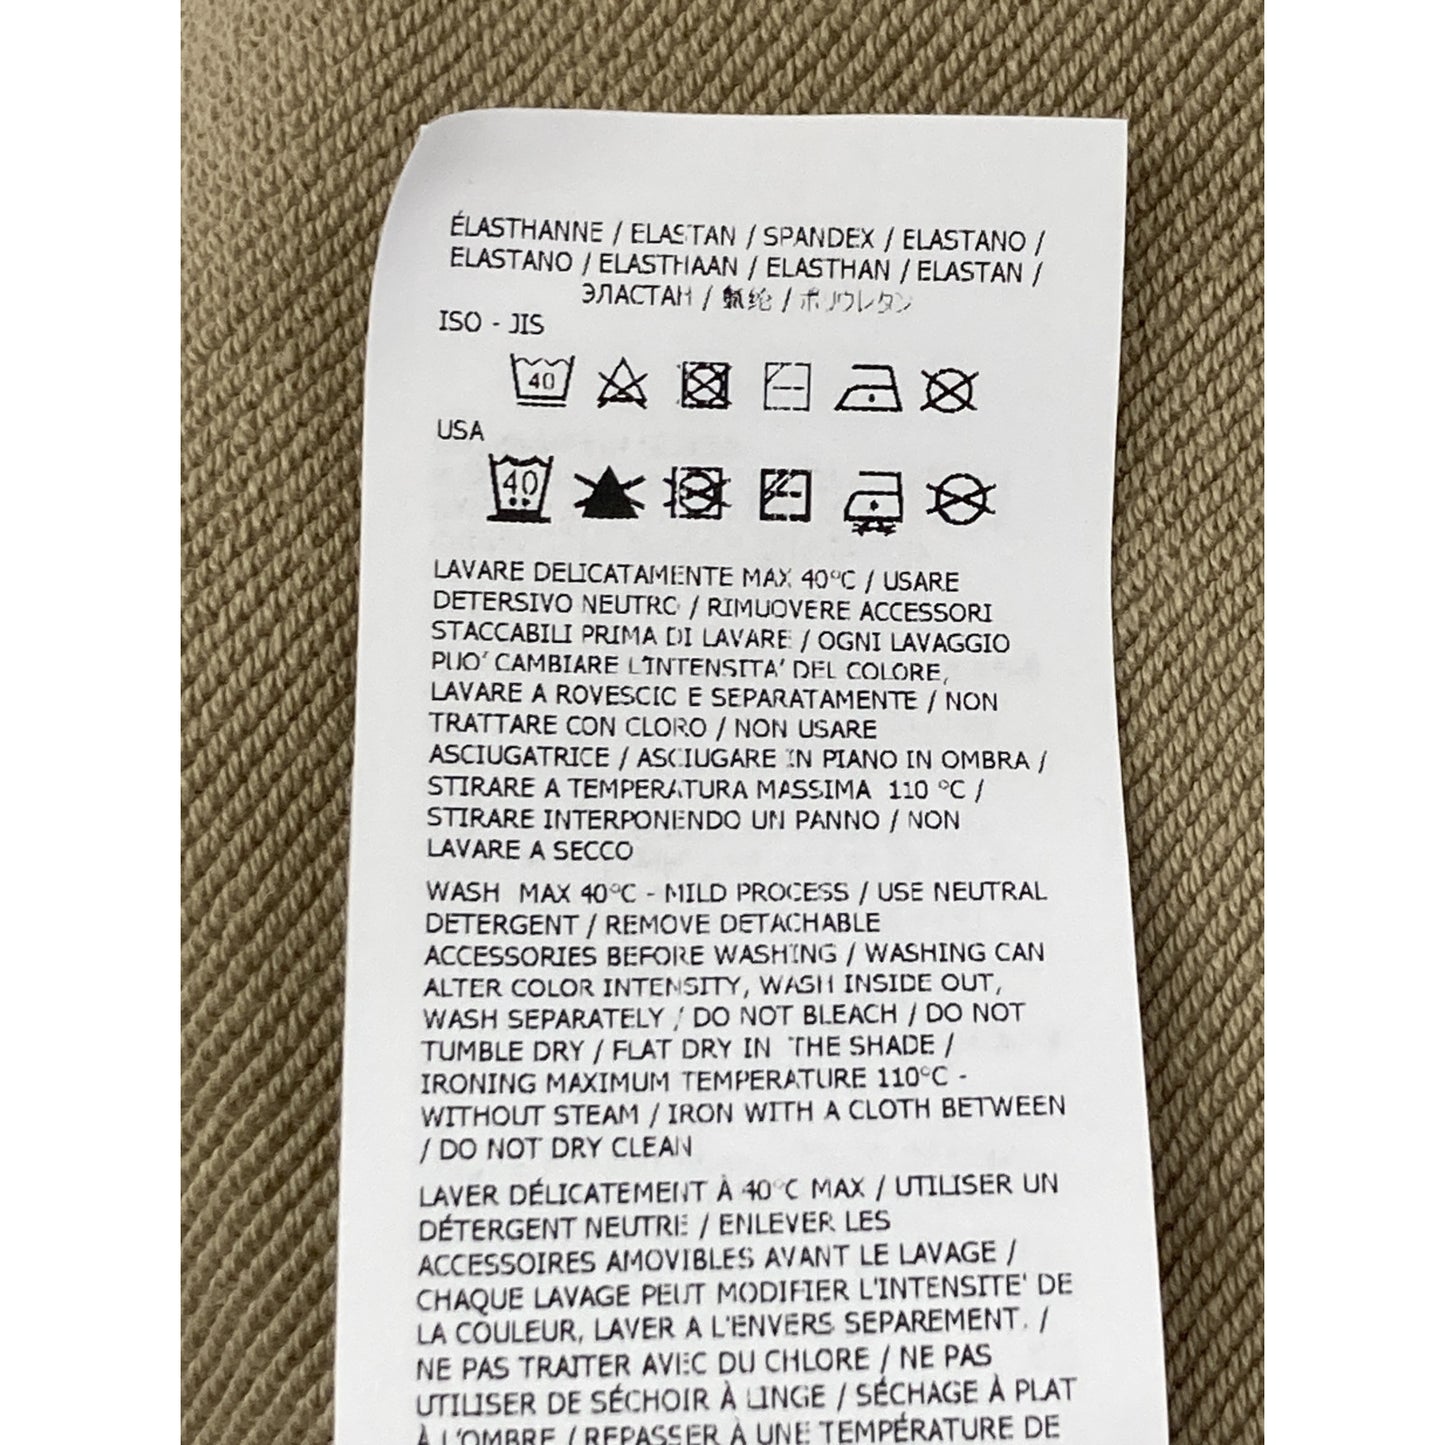 ÉLASTHANNE / ELASTAN / SPANDEX / ELASTANO /
ELASTANO / ELASTHAAN / ELASTHAN / ELASTAN /
ЭЛАСТАН / 氨纶 / ポリウレタン
ISO - JIS
40
USA
40
LAVARE DELICATAMENTE MAX 40°C / USARE
DETERSIVO NEUTRO / RIMUOVERE ACCESSORI
STACCABILI PRIMA DI LAVARE / OGNI LAVAGGIO
PUO' CAMBIARE L'INTENSITA' DEL COLORE,
LAVARE A ROVESCIO E SEPARATAMENTE / NON
TRATTARE CON CLORO / NON USARE
ASCIUGATRICE / ASCIUGARE IN PIANO IN OMBRA /
STIRARE A TEMPERATURA MASSIMA 110 °C /
STIRARE INTERPONENDO UN PANNO / NON
LAVARE A SECCO
WASH MAX 40°C - MILD PROCESS / USE NEUTRAL
DETERGENT / REMOVE DETACHABLE
ACCESSORIES BEFORE WASHING / WASHING CAN
ALTER COLOR INTENSITY, WASH INSIDE OUT,
WASH SEPARATELY / DO NOT BLEACH / DO NOT
TUMBLE DRY / FLAT DRY IN THE SHADE /
IRONING MAXIMUM TEMPERATURE 110°C -
WITHOUT STEAM / IRON WITH A CLOTH BETWEEN
/ DO NOT DRY CLEAN
LAVER DÉLICATEMENT À 40°C MAX / UTILISER UN
DÉTERGENT NEUTRE / ENLEVER LES
ACCESSOIRES AMOVIBLES AVANT LE LAVAGE /
CHAQUE LAVAGE PEUT MODIFIER L'INTENSITE' DE
LA COULEUR, LAVER A L'ENVERS SEPAREMENT. /
NE PAS TRAITER AVEC DU CHLORE / NE PAS
UTILISER DE SÉCHOIR À LINGE / SÉCHAGE À PLAT
À L'OMBRE / REPASSER À UNE TEMPÉRATURE DE